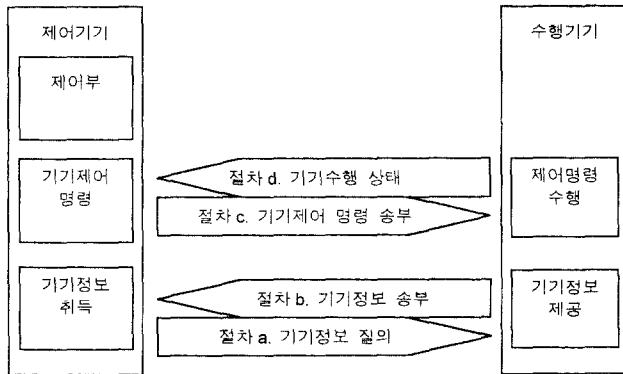 제어기기
수행기기
제어부
기기제어
명령
절차 d. 기기수행 상태
절차 c. 기기제어 명령 송부
제어명령
수행
기기정보
취득
절차 b. 기기정보 송부
절차 a. 기기정보 질의
기기정보
제공